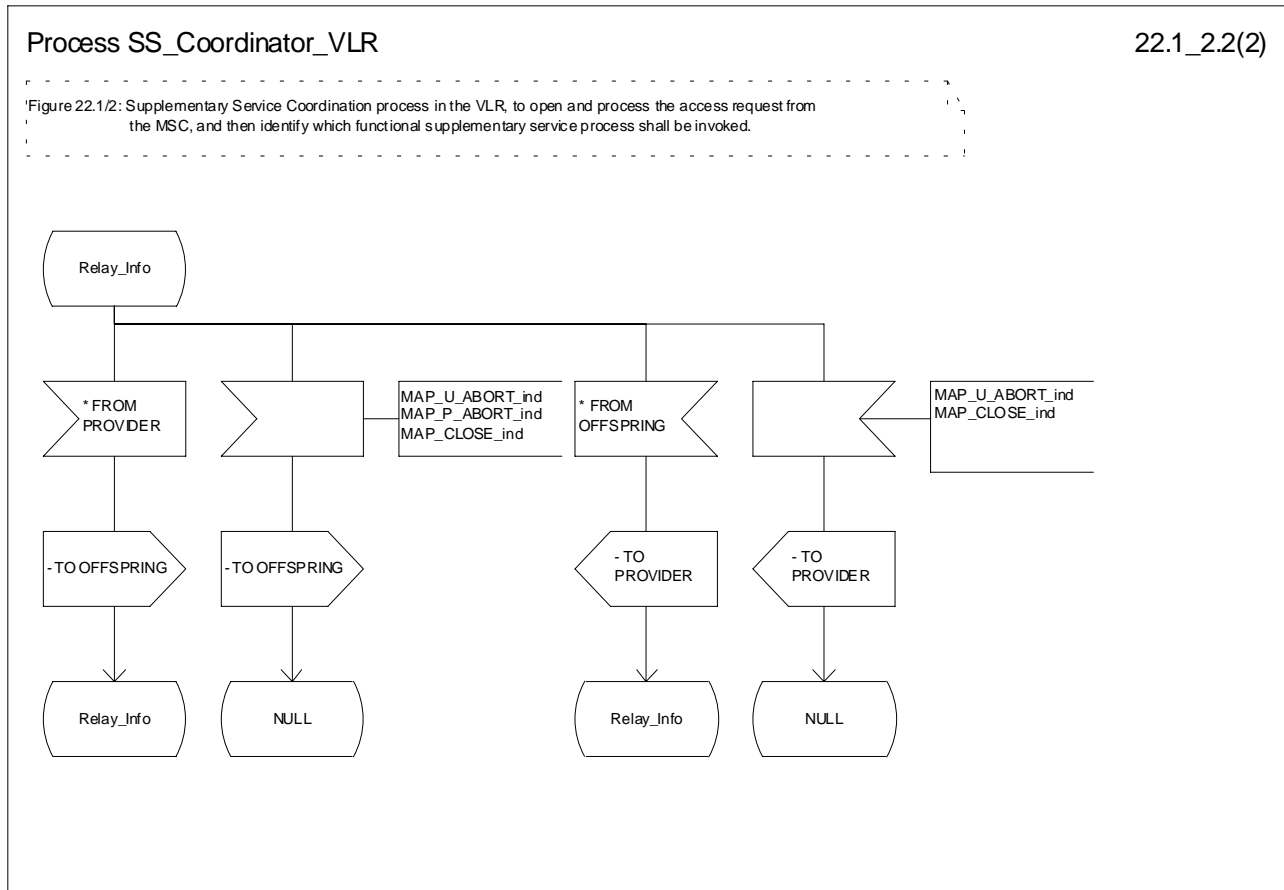 Process SS_Coordinator_VLR
22.1_2.2(2)
Figure 22.1/2: Supplementary Service Coordination process in the VLR, to open and process the access request from
the MSC, and then identify which functional supplementary service process shall be invoked.
Relay_Info
* FROM
PROVIDER
MAP_U_ABORT_ind
MAP_P_ABORT_ind
MAP_CLOSE_ind
* FROM
OFFSPRING
MAP_U_ABORT_ind
MAP_CLOSE_ind
- TO OFFSPRING
- TO OFFSPRING
- TO
PROVIDER
- TO
PROVIDER
Relay_Info
NULL
Relay_Info
NULL